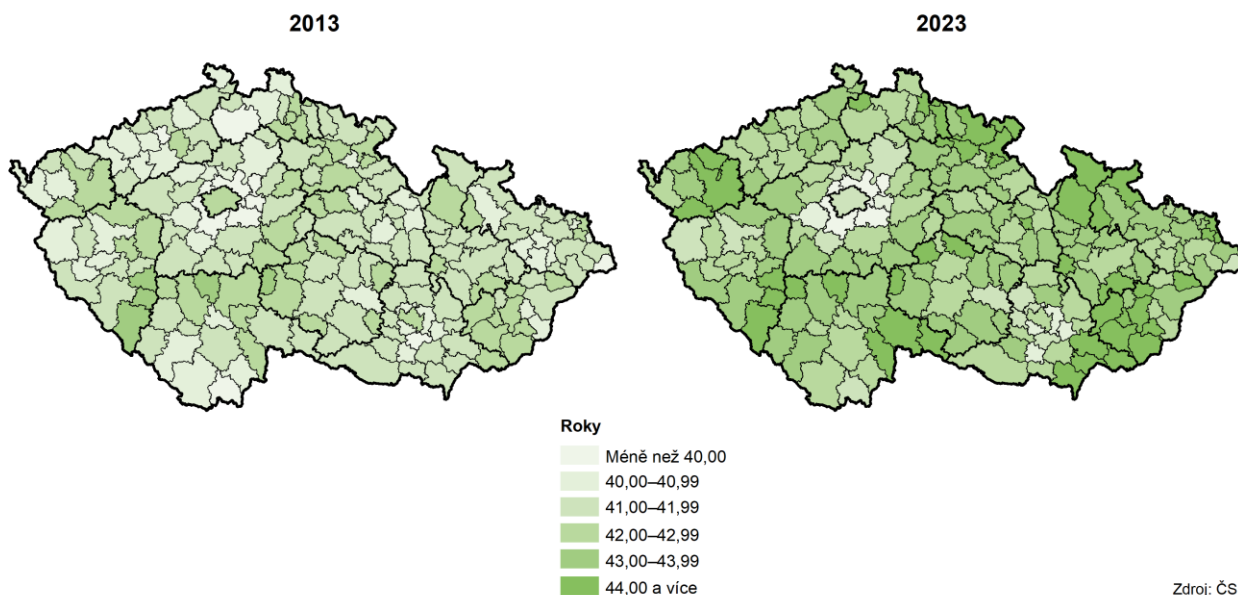 2013
2023
Roky
Méně než 40,00
40,00–40,99
41,00–41,99
42,00–42,99
43,00–43,99
44,00 a více
Zdroj: ČS